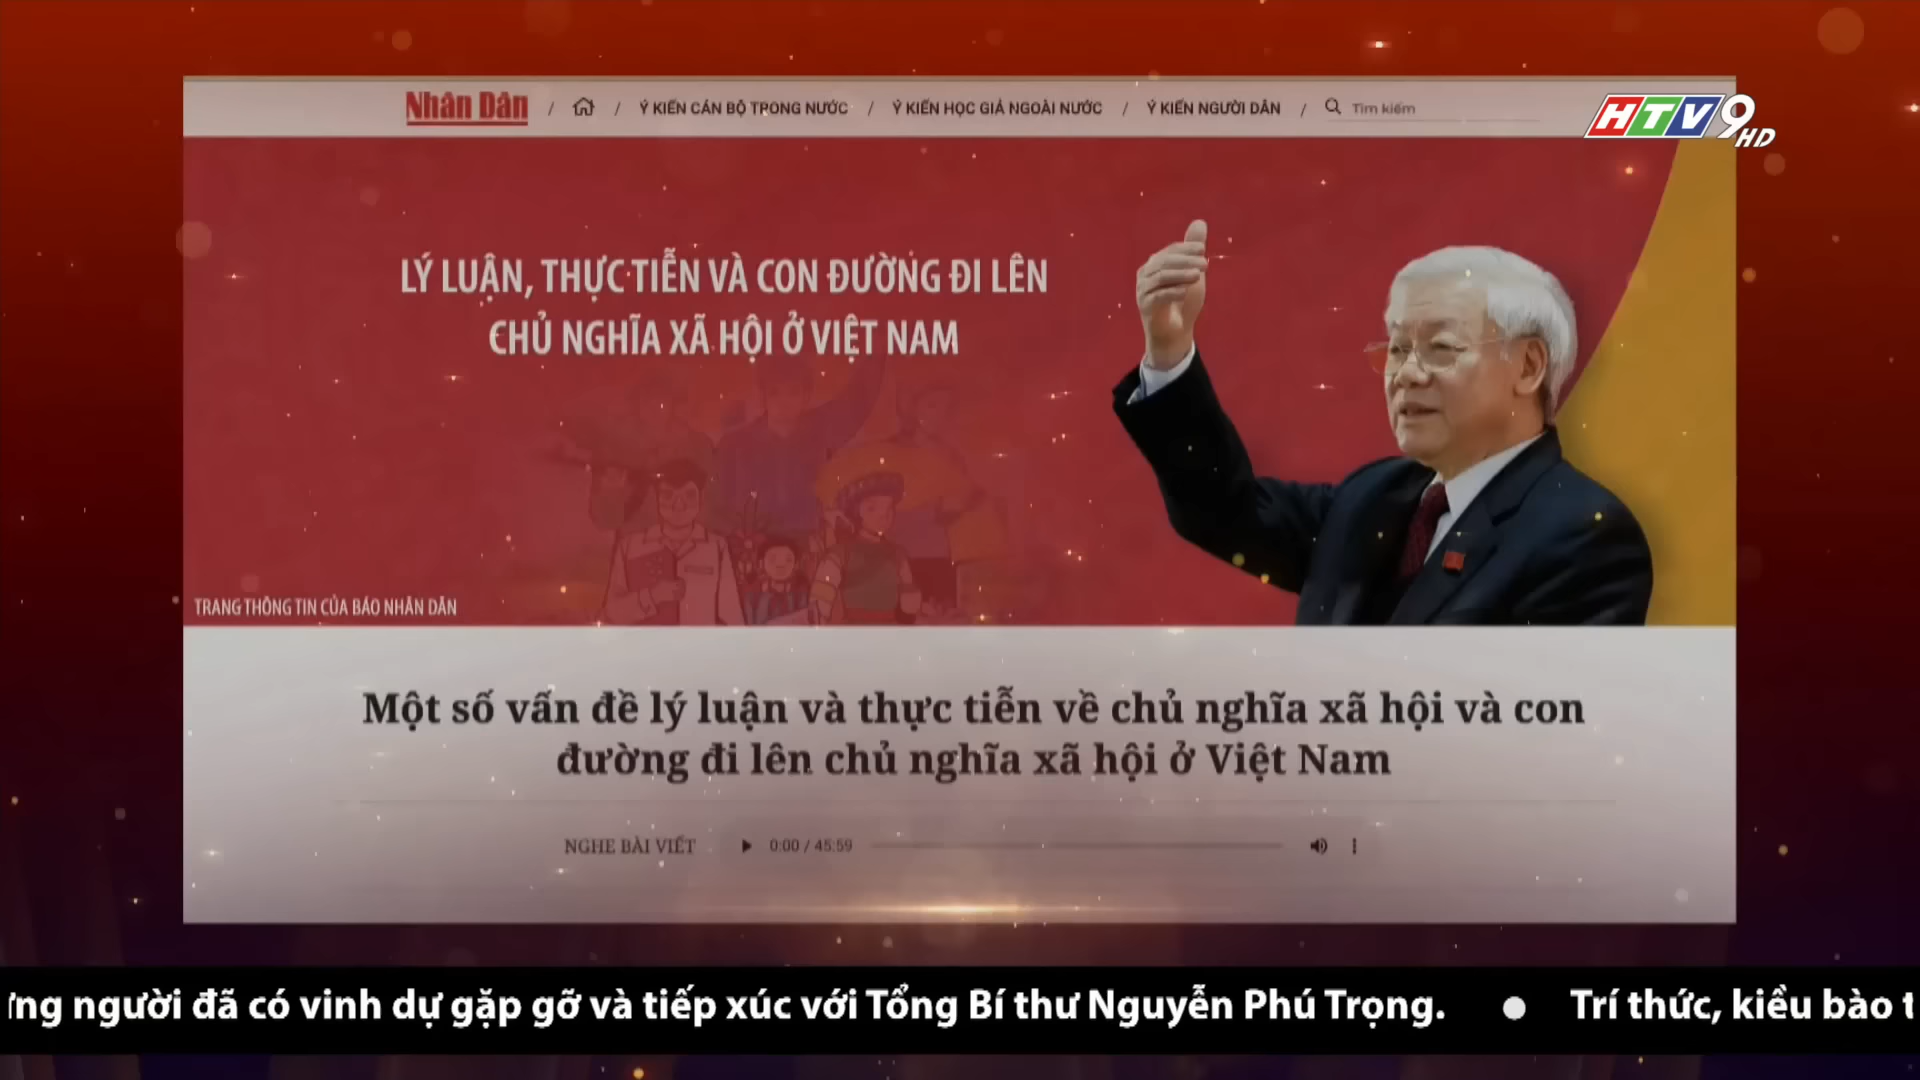 Nhân Dân / / Ý KIẾN CÁN BỘ TRONG NƯỚC / Ý KIẾN HỌC GIẢ NGOÀI NƯỚC / Ý KIẾN NGƯỜI DÂN / Tìm kiếm
HTV9 HD
LÝ LUẬN, THỰC TIỄN VÀ CON ĐƯỜNG ĐI LÊN
CHỦ NGHĨA XÃ HỘI Ở VIỆT NAM
TRANG THÔNG TIN CỦA BÁO NHÂN DÂN
Một số vấn đề lý luận và thực tiễn về chủ nghĩa xã hội và con
đường đi lên chủ nghĩa xã hội ở Việt Nam
NGHE BÀI VIẾT 0:00 / 45:59
người đã có vinh dự gặp gỡ và tiếp xúc với Tổng Bí thư Nguyễn Phú Trọng. ● Trí thức, kiều bào